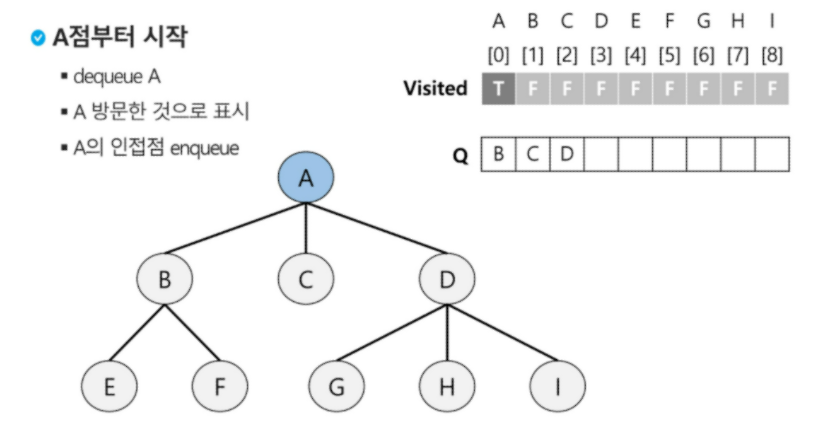 A점부터 시작
dequeue A
A 방문한 것으로 표시
A의 인접점 enqueue
A B C D E F G H I
[0] [1] [2] [3] [4] [5] [6] [7] [8]
Visited T F F F F F F F F
Q B C D
A
B C D
E F G H I